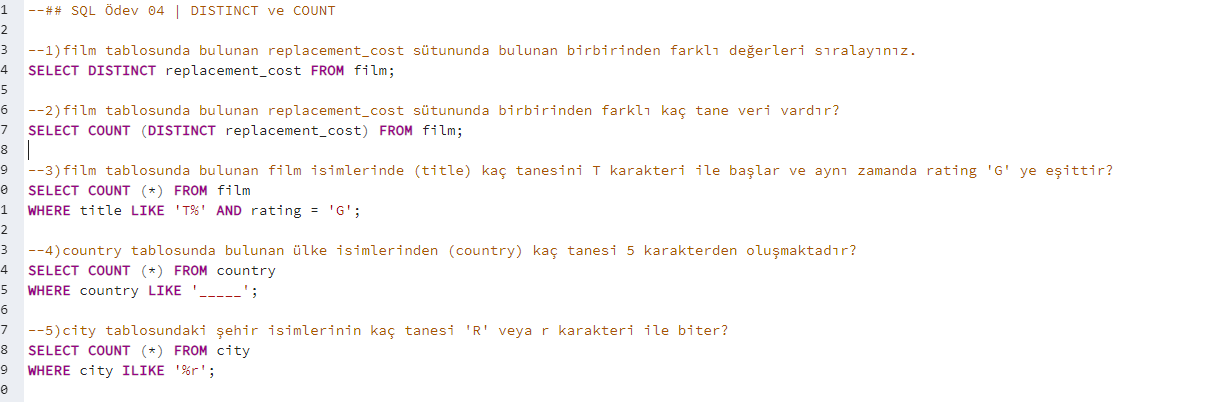 1 --## SQL Ödev 04 | DISTINCT ve COUNT
2
3 --1)film tablosunda bulunan replacement_cost sütununda bulunan birbirinden farklı değerleri sıralayınız.
4 SELECT DISTINCT replacement_cost FROM film;
5
6 --2)film tablosunda bulunan replacement_cost sütununda birbirinden farklı kaç tane veri vardır?
7 SELECT COUNT (DISTINCT replacement_cost) FROM film;
8
9 --3)film tablosunda bulunan film isimlerinde (title) kaç tanesini T karakteri ile başlar ve aynı zamanda rating 'G' ye eşittir?
0 SELECT COUNT (*) FROM film
1 WHERE title LIKE 'T%' AND rating = 'G';
2
3 --4)country tablosunda bulunan ülke isimlerinden (country) kaç tanesi 5 karakterden oluşmaktadır?
4 SELECT COUNT (*) FROM country
5 WHERE country LIKE '_____';
6
7 --5)city tablosundaki şehir isimlerinin kaç tanesi 'R' veya r karakteri ile biter?
8 SELECT COUNT (*) FROM city
9 WHERE city ILIKE '%r';
0